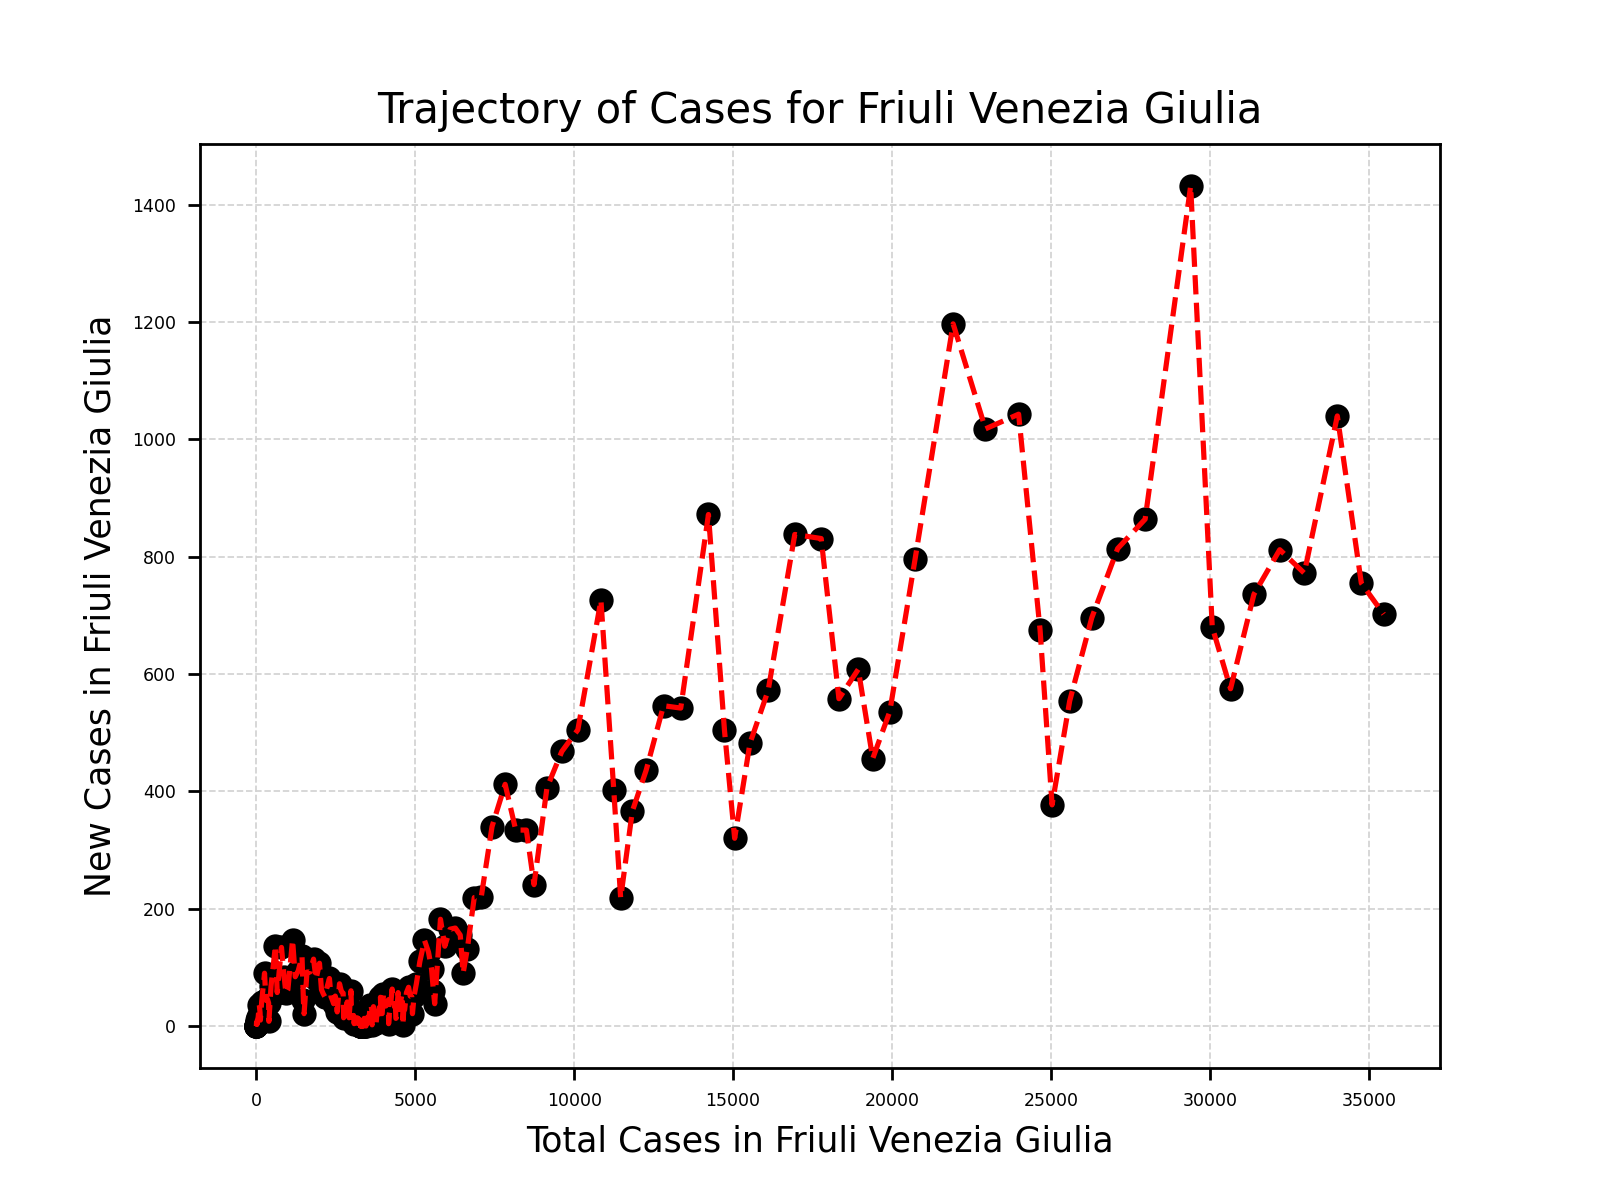 Trajectory of Cases for Friuli Venezia Giulia
New Cases in Friuli Venezia Giulia
1400
1200
1000
800
600
400
200
0
0 5000 10000 15000 20000 25000 30000 35000
Total Cases in Friuli Venezia Giulia